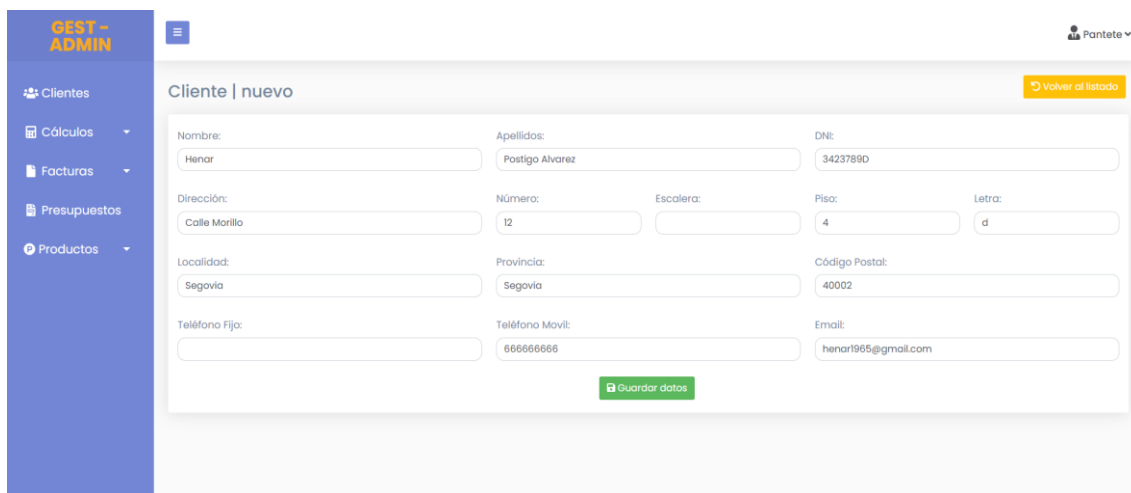 GEST -
ADMIN
Pantete
Clientes
Cálculos
Facturas
Presupuestos
Productos
Cliente | nuevo
Volver al listado
Nombre: Apellidos: DNI:
Henar Postigo Alvarez 3423789D
Dirección: Número: Escalera: Piso: Letra:
Calle Morillo 12 4 d
Localidad: Provincia: Código Postal:
Segovia Segovia 40002
Teléfono Fijo: Teléfono Movil: Email:
666666666 henar1965@gmail.com
Guardar datos